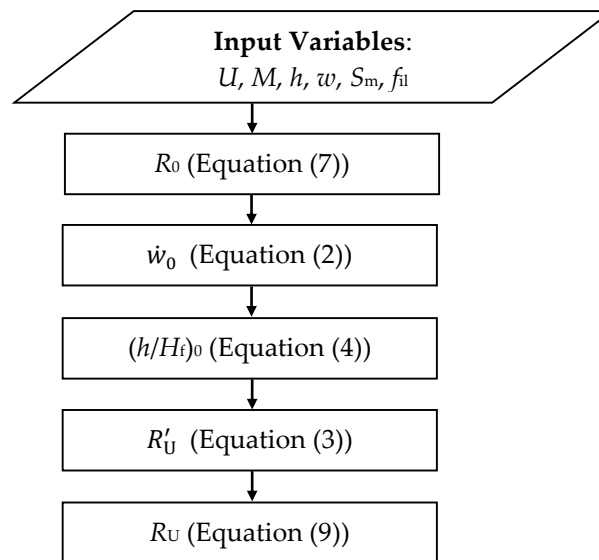 Input Variables:
U, M, h, w, Sm, fil
R0 (Equation (7))
ẇ0 (Equation (2))
(h/Hf)0 (Equation (4))
R′U (Equation (3))
RU (Equation (9))